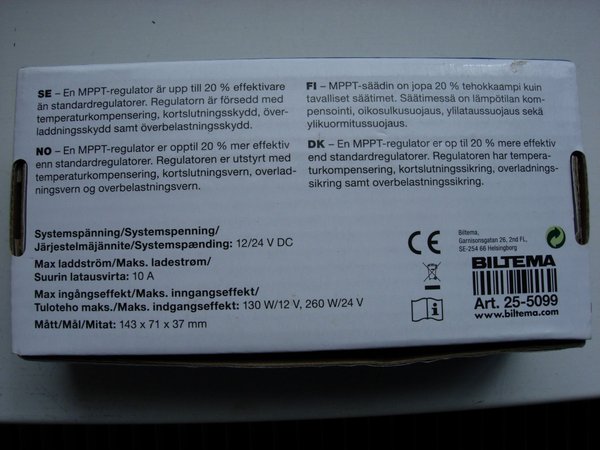 SE – En MPPT-regulator är upp till 20 % effektivare
än standardregulatorer. Regulatorn är försedd med
temperaturkompensering, kortslutningsskydd, över-
laddningsskydd samt överbelastningsskydd.
NO – En MPPT-regulator er opptil 20 % mer effektiv
enn standardregulatorer. Regulatoren er utstyrt med
temperaturkompensering, kortslutningsvern, overlad-
ningsvern og overbelastningsvern.
FI – MPPT-säädin on jopa 20 % tehokkaampi kuin
tavalliset säätimet. Säätimessä on lämpötilan kom-
pensointi, oikosulkusuojaus, ylilataussuojaus sekä
ylikuormitussuojaus.
DK – En MPPT-regulator er op til 20 % mere effektiv
end standardregulatorer. Regulatoren har tempera-
turkompensering, kortslutningssikring, overladnings-
sikring samt overbelastningssikring.
Systemspänning/Systemspenning/
Järjestelmäjännite/Systemspænding: 12/24 V DC
Max laddström/Maks. ladestrøm/
Suurin latausvirta: 10 A
Max ingångseffekt/Maks. inngangseffekt/
Tuloteho maks./Maks. indgangseffekt: 130 W/12 V, 260 W/24 V
Mått/Mål/Mitat: 143 x 71 x 37 mm
CE
Biltema,
Garnisonsgatan 26, 2nd FL,
SE-254 66 Helsingborg
BILTEMA
Art. 25-5099
www.biltema.com